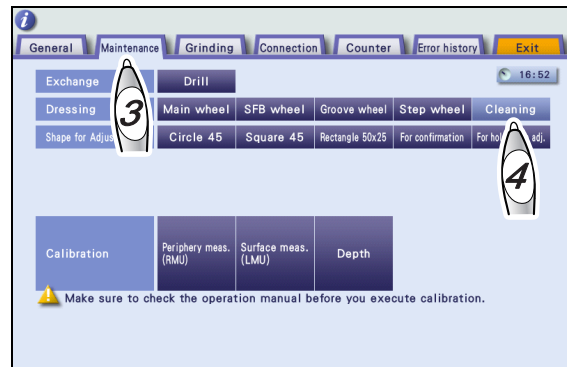 i
General Maintenance Grinding Connection Counter Error history Exit
Exchange Drill 16:52
Dressing Main wheel SFB wheel Groove wheel Step wheel Cleaning
3
Shape for Adjus Circle 45 Square 45 Rectangle 50x25 For confirmation For hol adj.
4
Calibration Periphery meas. (RMU) Surface meas. (LMU) Depth
Make sure to check the operation manual before you execute calibration.